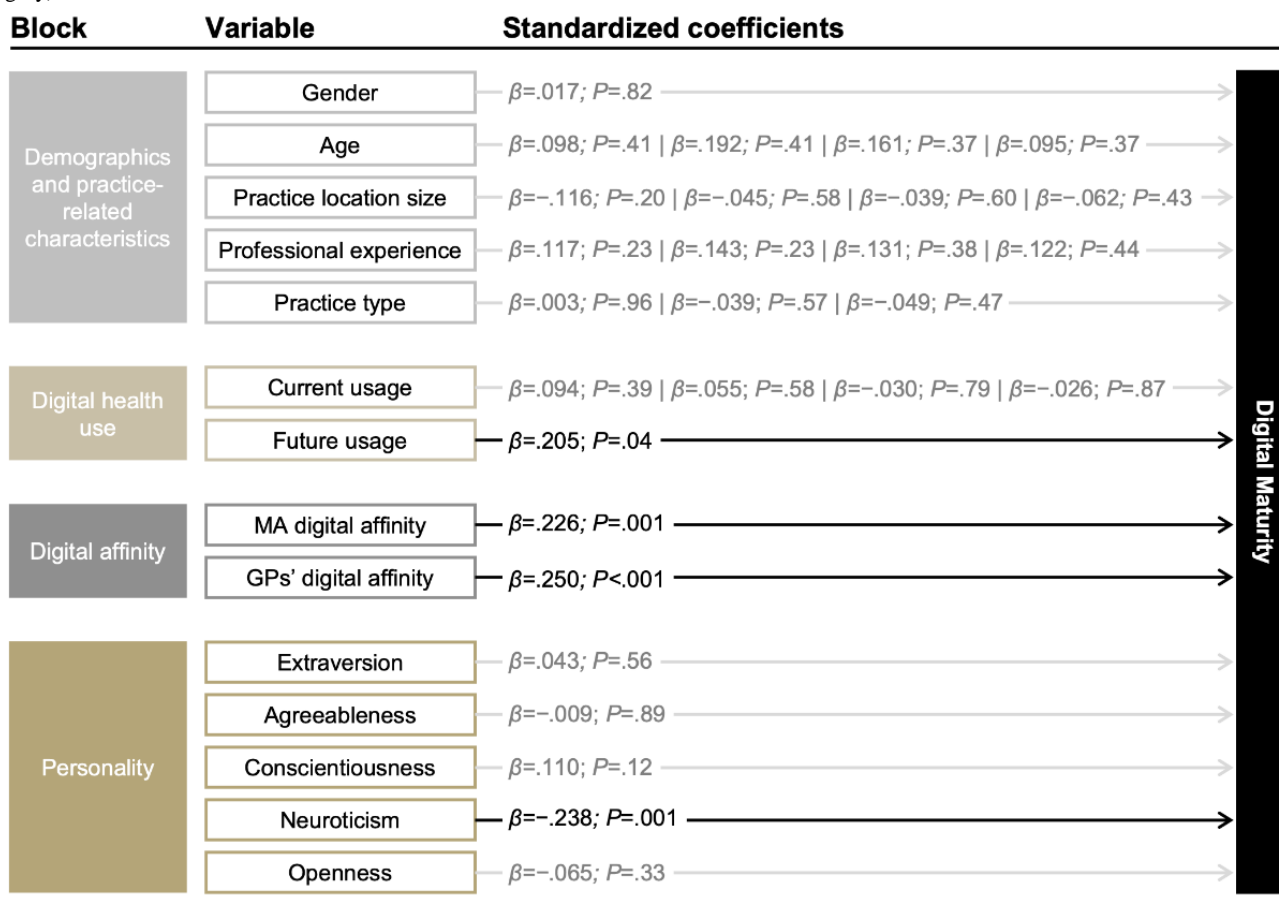 Block Variable Standardized coefficients
Demographics
and practice-
related
characteristics
Gender β=.017; P=.82
Age β=.098; P=.41 | β=.192; P=.41 | β=.161; P=.37 | β=.095; P=.37
Practice location size β=−.116; P=.20 | β=−.045; P=.58 | β=−.039; P=.60 | β=−.062; P=.43
Professional experience β=.117; P=.23 | β=.143; P=.23 | β=.131; P=.38 | β=.122; P=.44
Practice type β=.003; P=.96 | β=−.039; P=.57 | β=−.049; P=.47
Digital health
use
Current usage β=.094; P=.39 | β=.055; P=.58 | β=−.030; P=.79 | β=−.026; P=.87
Future usage β=.205; P=.04
Digital affinity
MA digital affinity β=.226; P=.001
GPs’ digital affinity β=.250; P<.001
Personality
Extraversion β=.043; P=.56
Agreeableness β=−.009; P=.89
Conscientiousness β=.110; P=.12
Neuroticism β=−.238; P=.001
Openness β=−.065; P=.33
Digital Maturity